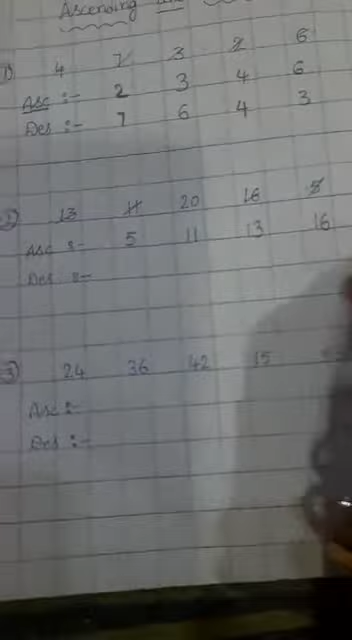 Ascending
1) 4 7 3 2 6
Asc :- 2 3 4 6
Des :- 7 6 4 3
2) 13 11 20 16 5
Asc :- 5 11 13 16
Des :-
3) 24 36 42 15
Asc :-
Des :-